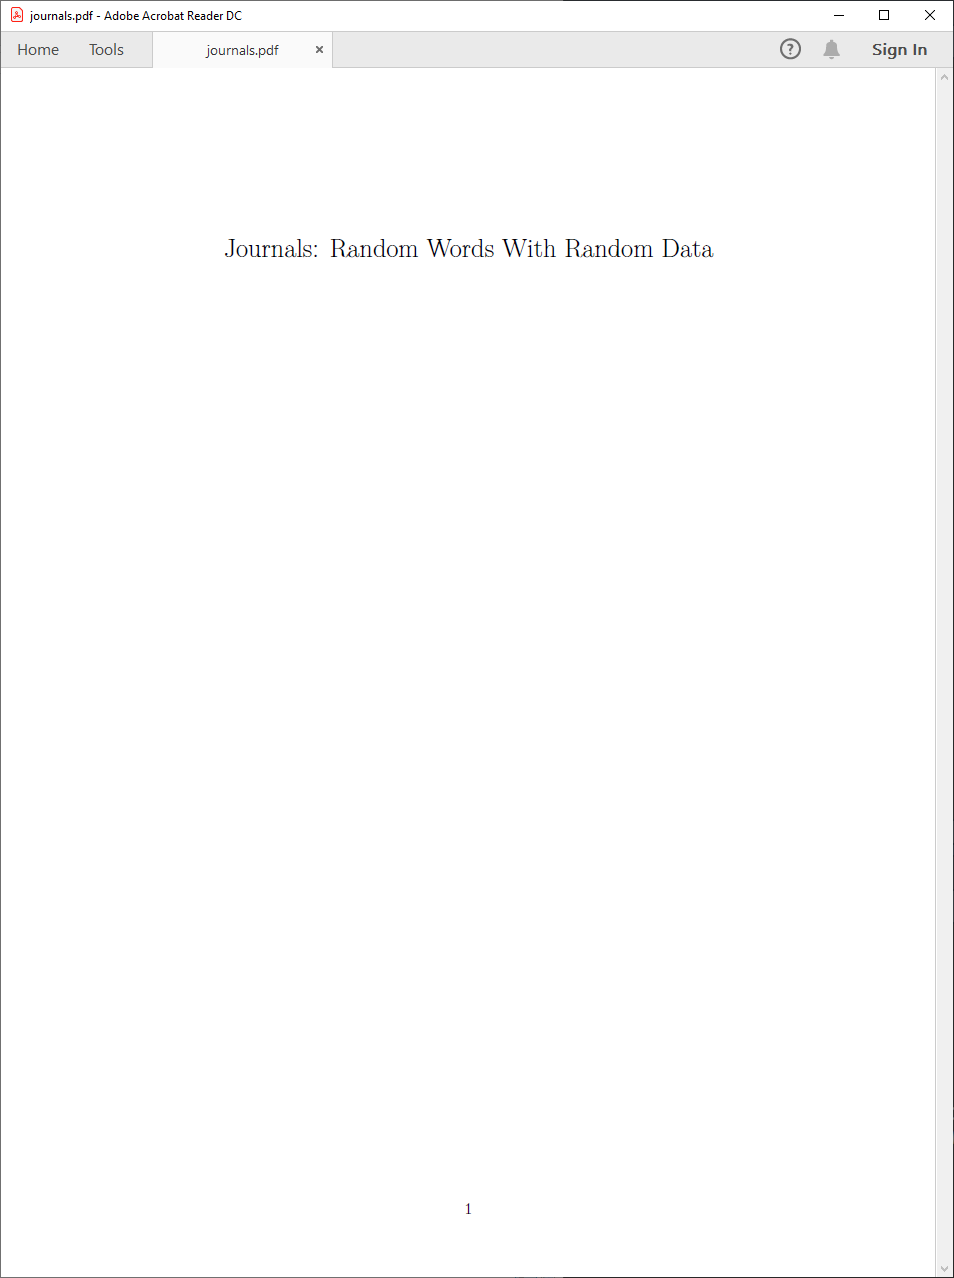 journals.pdf - Adobe Acrobat Reader DC
Home Tools journals.pdf × ? Sign In
Journals: Random Words With Random Data
1